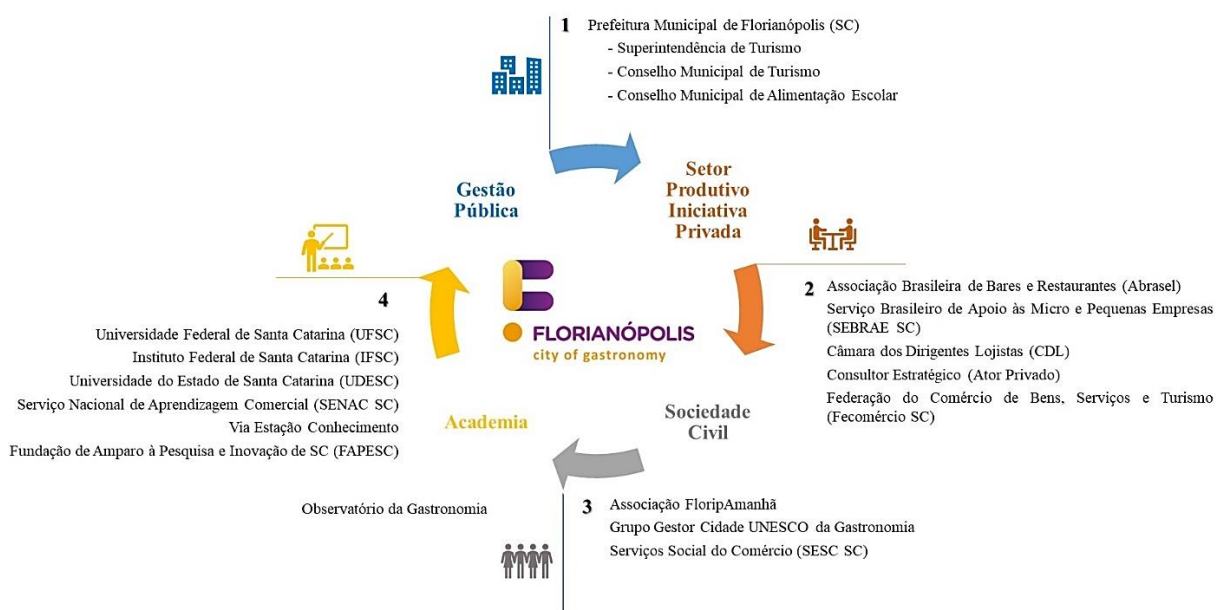 1 Prefeitura Municipal de Florianópolis (SC)
- Superintendência de Turismo
- Conselho Municipal de Turismo
- Conselho Municipal de Alimentação Escolar
Gestão
Pública
Setor
Produtivo
Iniciativa
Privada
2 Associação Brasileira de Bares e Restaurantes (Abrasel)
Serviço Brasileiro de Apoio às Micro e Pequenas Empresas
(SEBRAE SC)
Câmara dos Dirigentes Lojistas (CDL)
Consultor Estratégico (Ator Privado)
Federação do Comércio de Bens, Serviços e Turismo
(Fecomércio SC)
FLORIANÓPOLIS
city of gastronomy
Sociedade
Civil
3 Associação FloripAmanhã
Grupo Gestor Cidade UNESCO da Gastronomia
Serviços Social do Comércio (SESC SC)
Observatório da Gastronomia
Academia
4
Universidade Federal de Santa Catarina (UFSC)
Instituto Federal de Santa Catarina (IFSC)
Universidade do Estado de Santa Catarina (UDESC)
Serviço Nacional de Aprendizagem Comercial (SENAC SC)
Via Estação Conhecimento
Fundação de Amparo à Pesquisa e Inovação de SC (FAPESC)